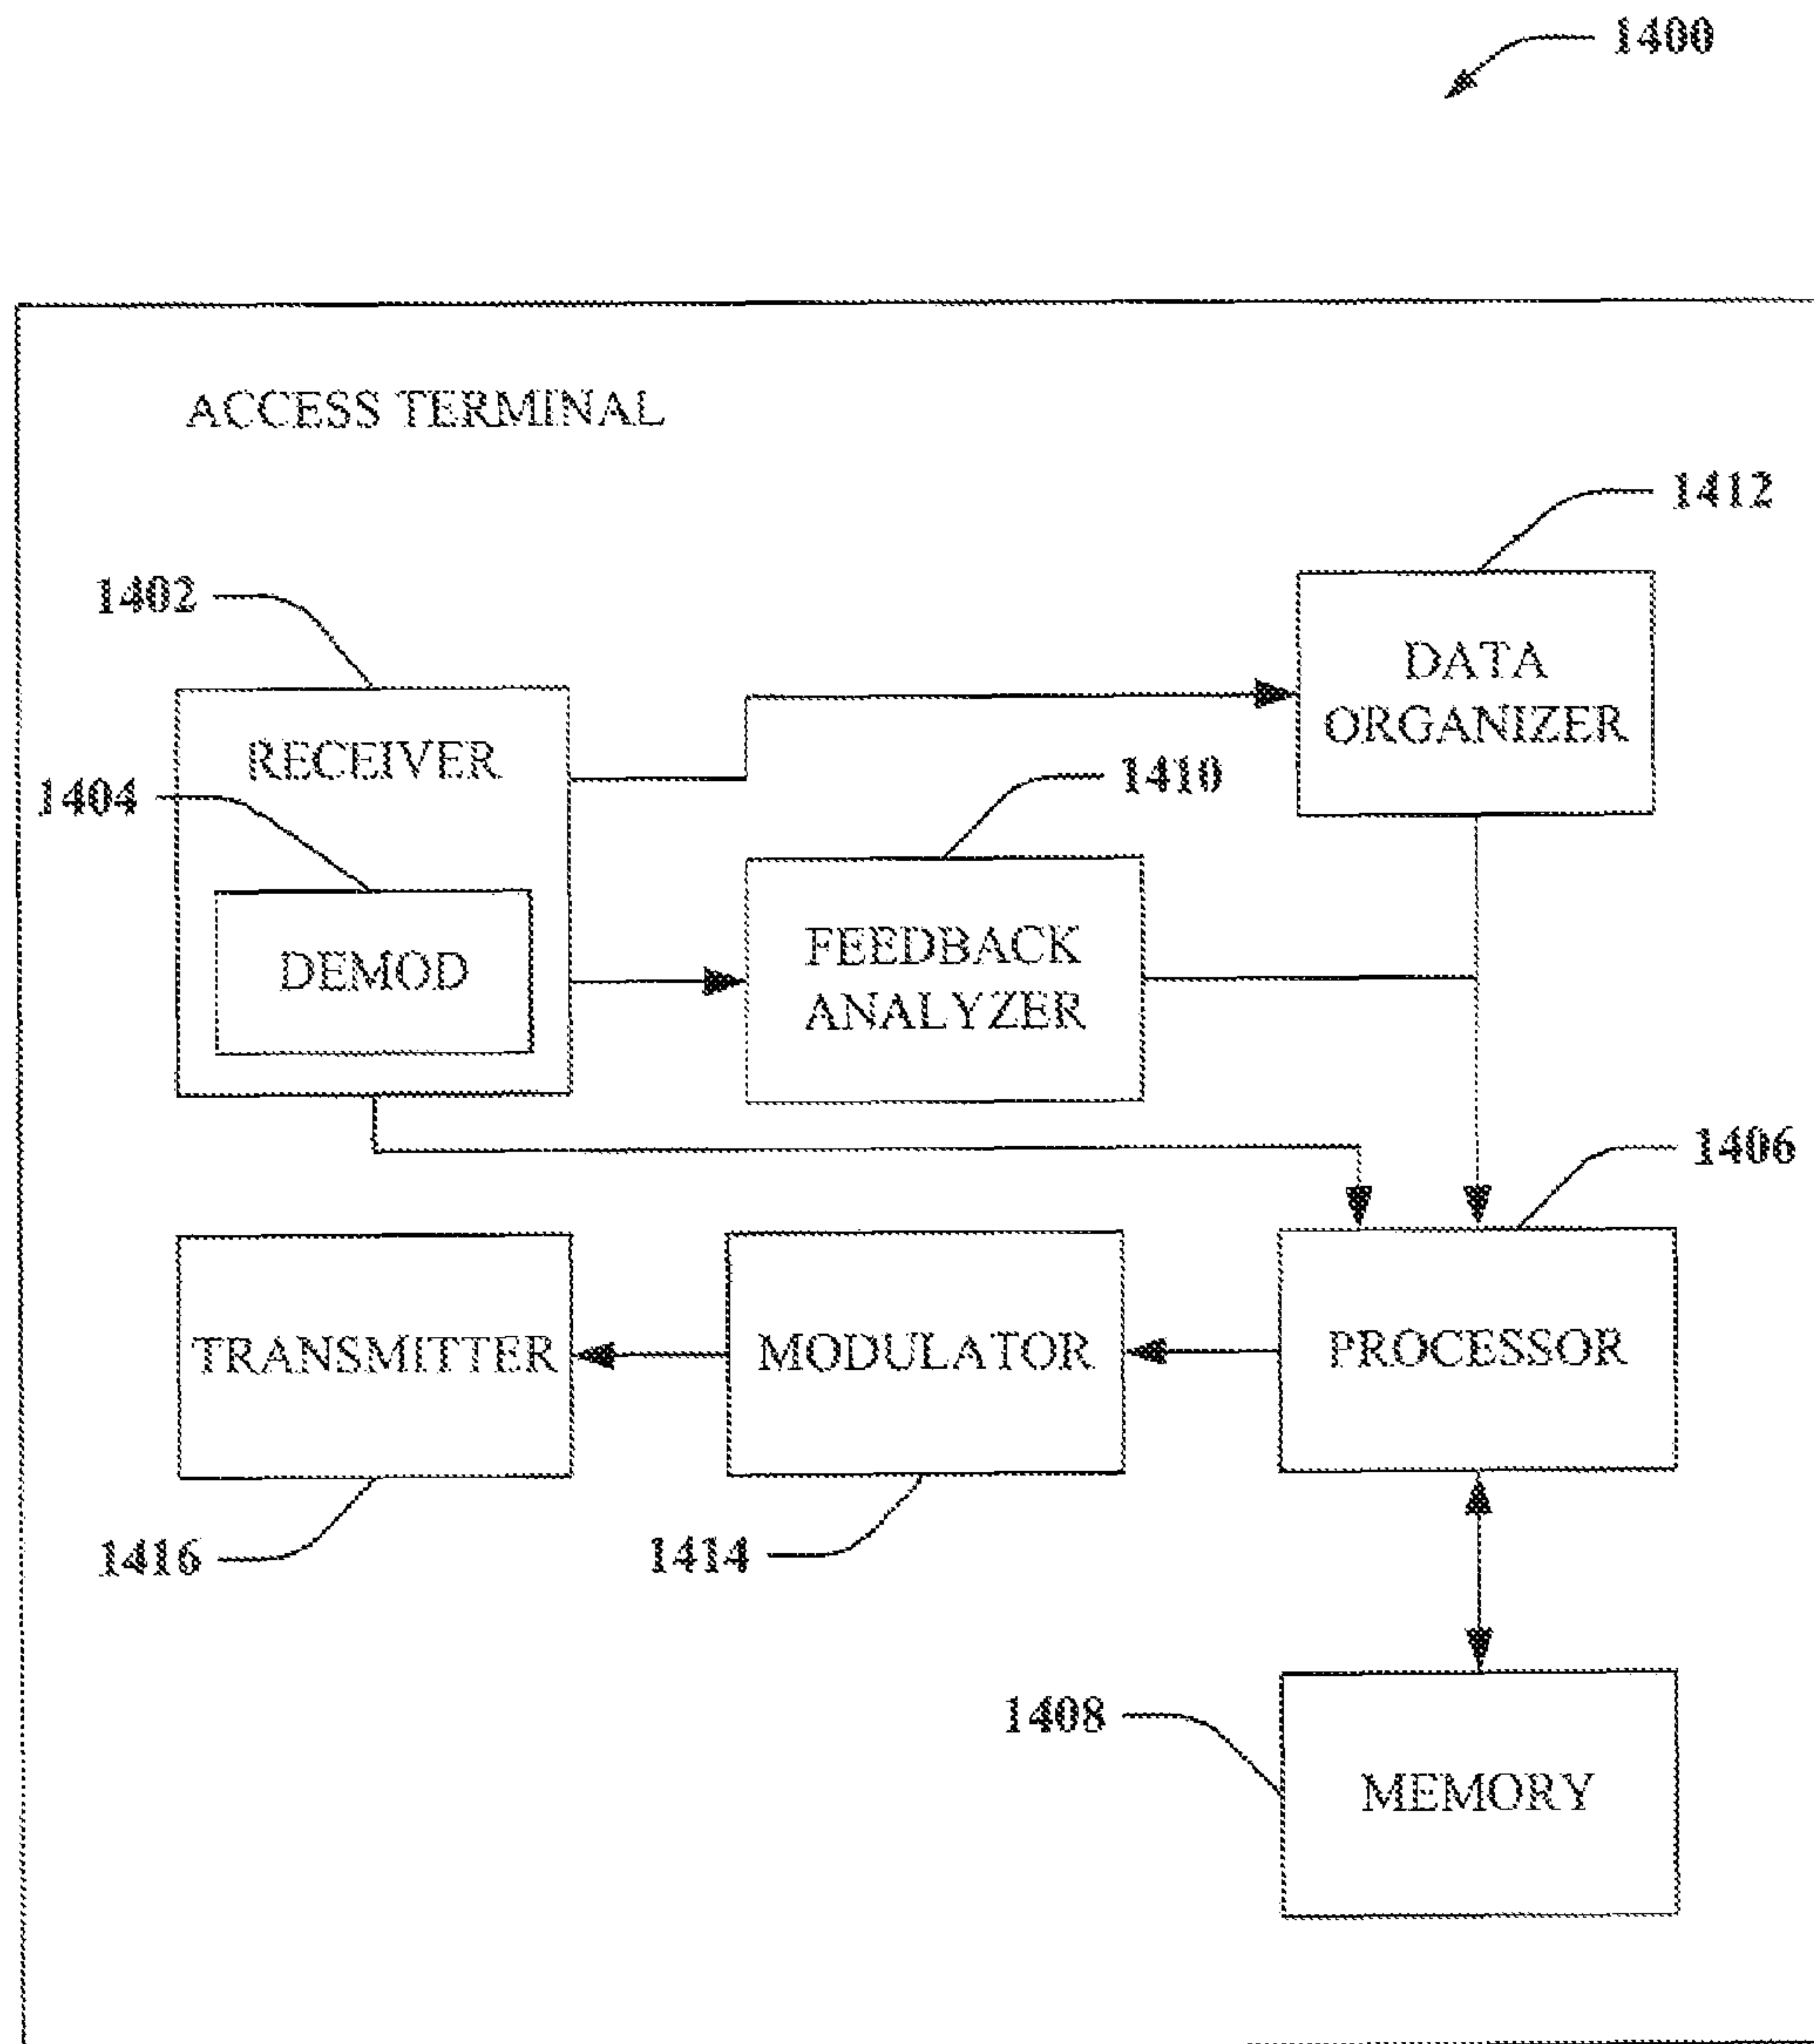 1400
ACCESS TERMINAL
1412
1402
DATA
ORGANIZER
RECEIVER
1410
1404
FEEDBACK
ANALYZER
DEMOD
1406
TRANSMITTER
MODULATOR
PROCESSOR
1416
1414
1408
MEMORY